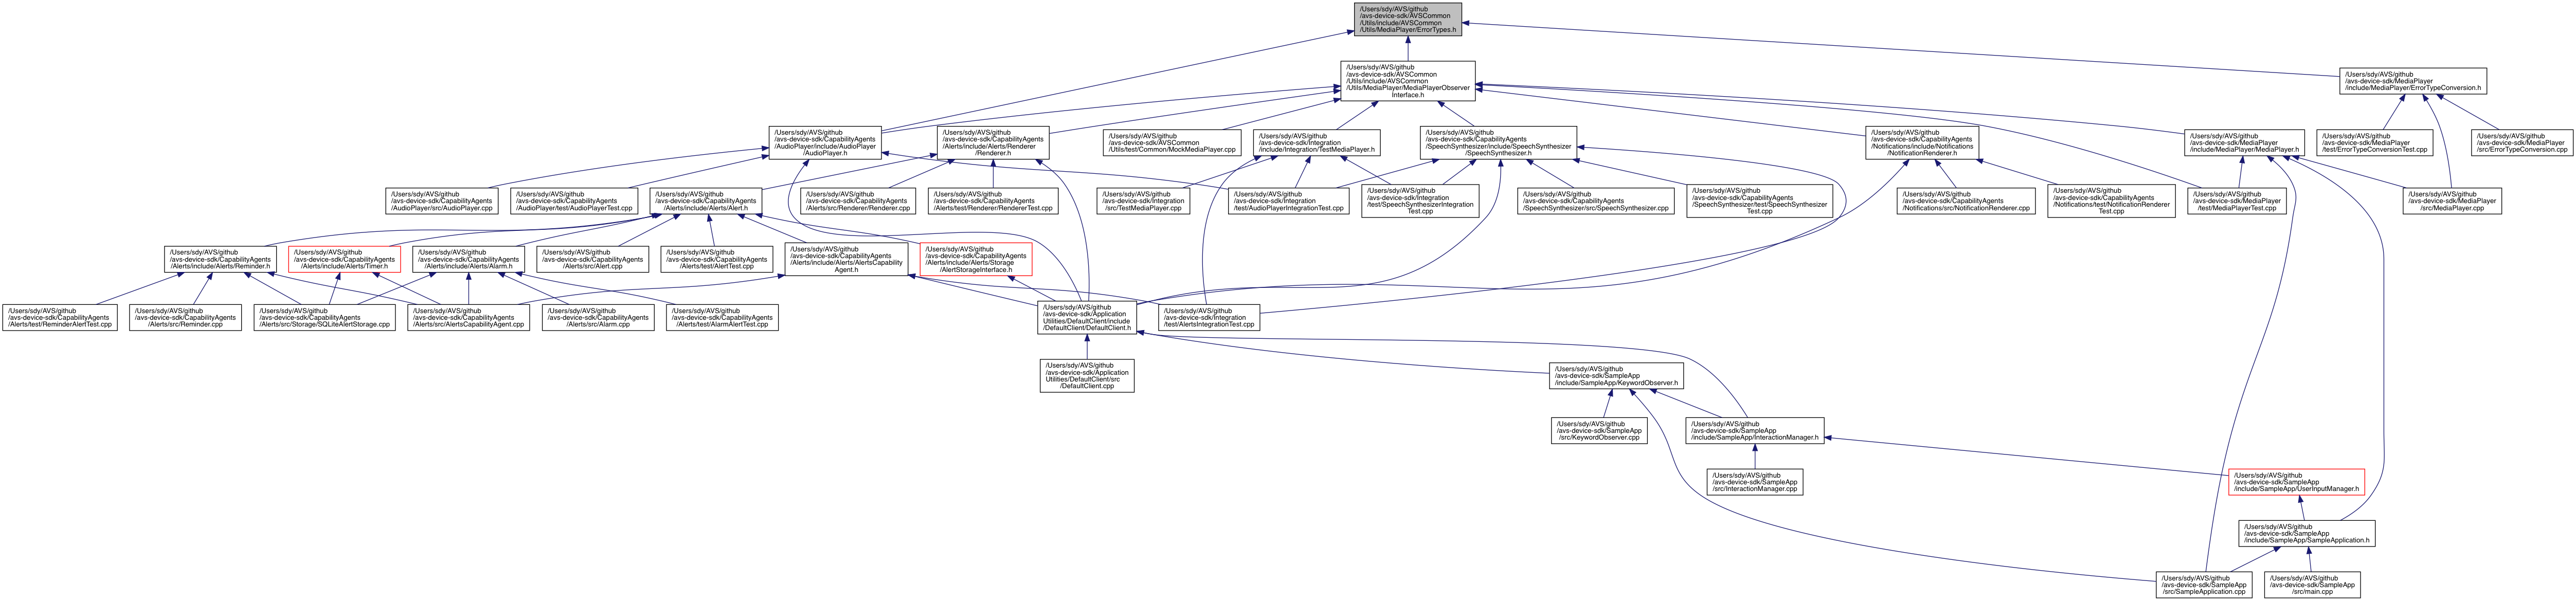 /Users/sdy/AVS/github
/avs-device-sdk/AVSCommon
/Utils/include/AVSCommon
/Utils/MediaPlayer/ErrorTypes.h
/Users/sdy/AVS/github
/avs-device-sdk/AVSCommon
/Utils/include/AVSCommon
/Utils/MediaPlayer/MediaPlayerObserver
Interface.h
/Users/sdy/AVS/github
/avs-device-sdk/MediaPlayer
/include/MediaPlayer/ErrorTypeConversion.h
/Users/sdy/AVS/github
/avs-device-sdk/CapabilityAgents
/AudioPlayer/include/AudioPlayer
/AudioPlayer.h
/Users/sdy/AVS/github
/avs-device-sdk/CapabilityAgents
/Alerts/include/Alerts/Renderer
/Renderer.h
/Users/sdy/AVS/github
/avs-device-sdk/AVSCommon
/Utils/test/Common/MockMediaPlayer.cpp
/Users/sdy/AVS/github
/avs-device-sdk/Integration
/include/Integration/TestMediaPlayer.h
/Users/sdy/AVS/github
/avs-device-sdk/CapabilityAgents
/SpeechSynthesizer/include/SpeechSynthesizer
/SpeechSynthesizer.h
/Users/sdy/AVS/github
/avs-device-sdk/CapabilityAgents
/Notifications/include/Notifications
/NotificationRenderer.h
/Users/sdy/AVS/github
/avs-device-sdk/MediaPlayer
/include/MediaPlayer/MediaPlayer.h
/Users/sdy/AVS/github
/avs-device-sdk/MediaPlayer
/test/ErrorTypeConversionTest.cpp
/Users/sdy/AVS/github
/avs-device-sdk/MediaPlayer
/src/ErrorTypeConversion.cpp
/Users/sdy/AVS/github
/avs-device-sdk/CapabilityAgents
/AudioPlayer/src/AudioPlayer.cpp
/Users/sdy/AVS/github
/avs-device-sdk/CapabilityAgents
/AudioPlayer/test/AudioPlayerTest.cpp
/Users/sdy/AVS/github
/avs-device-sdk/CapabilityAgents
/Alerts/include/Alerts/Alert.h
/Users/sdy/AVS/github
/avs-device-sdk/CapabilityAgents
/Alerts/src/Renderer/Renderer.cpp
/Users/sdy/AVS/github
/avs-device-sdk/CapabilityAgents
/Alerts/test/Renderer/RendererTest.cpp
/Users/sdy/AVS/github
/avs-device-sdk/Integration
/src/TestMediaPlayer.cpp
/Users/sdy/AVS/github
/avs-device-sdk/Integration
/test/AudioPlayerIntegrationTest.cpp
/Users/sdy/AVS/github
/avs-device-sdk/Integration
/test/SpeechSynthesizerIntegration
Test.cpp
/Users/sdy/AVS/github
/avs-device-sdk/CapabilityAgents
/SpeechSynthesizer/src/SpeechSynthesizer.cpp
/Users/sdy/AVS/github
/avs-device-sdk/CapabilityAgents
/SpeechSynthesizer/test/SpeechSynthesizer
Test.cpp
/Users/sdy/AVS/github
/avs-device-sdk/CapabilityAgents
/Notifications/src/NotificationRenderer.cpp
/Users/sdy/AVS/github
/avs-device-sdk/CapabilityAgents
/Notifications/test/NotificationRenderer
Test.cpp
/Users/sdy/AVS/github
/avs-device-sdk/MediaPlayer
/test/MediaPlayerTest.cpp
/Users/sdy/AVS/github
/avs-device-sdk/MediaPlayer
/src/MediaPlayer.cpp
/Users/sdy/AVS/github
/avs-device-sdk/CapabilityAgents
/Alerts/include/Alerts/Reminder.h
/Users/sdy/AVS/github
/avs-device-sdk/CapabilityAgents
/Alerts/include/Alerts/Timer.h
/Users/sdy/AVS/github
/avs-device-sdk/CapabilityAgents
/Alerts/include/Alerts/Alarm.h
/Users/sdy/AVS/github
/avs-device-sdk/CapabilityAgents
/Alerts/src/Alert.cpp
/Users/sdy/AVS/github
/avs-device-sdk/CapabilityAgents
/Alerts/test/AlertTest.cpp
/Users/sdy/AVS/github
/avs-device-sdk/CapabilityAgents
/Alerts/include/Alerts/AlertsCapability
Agent.h
/Users/sdy/AVS/github
/avs-device-sdk/CapabilityAgents
/Alerts/include/Alerts/Storage
/AlertStorageInterface.h
/Users/sdy/AVS/github
/avs-device-sdk/CapabilityAgents
/Alerts/test/ReminderAlertTest.cpp
/Users/sdy/AVS/github
/avs-device-sdk/CapabilityAgents
/Alerts/src/Reminder.cpp
/Users/sdy/AVS/github
/avs-device-sdk/CapabilityAgents
/Alerts/src/Storage/SQLiteAlertStorage.cpp
/Users/sdy/AVS/github
/avs-device-sdk/CapabilityAgents
/Alerts/src/AlertsCapabilityAgent.cpp
/Users/sdy/AVS/github
/avs-device-sdk/CapabilityAgents
/Alerts/src/Alarm.cpp
/Users/sdy/AVS/github
/avs-device-sdk/CapabilityAgents
/Alerts/test/AlarmAlertTest.cpp
/Users/sdy/AVS/github
/avs-device-sdk/Application
Utilities/DefaultClient/include
/DefaultClient/DefaultClient.h
/Users/sdy/AVS/github
/avs-device-sdk/Integration
/test/AlertsIntegrationTest.cpp
/Users/sdy/AVS/github
/avs-device-sdk/Application
Utilities/DefaultClient/src
/DefaultClient.cpp
/Users/sdy/AVS/github
/avs-device-sdk/SampleApp
/include/SampleApp/KeywordObserver.h
/Users/sdy/AVS/github
/avs-device-sdk/SampleApp
/src/KeywordObserver.cpp
/Users/sdy/AVS/github
/avs-device-sdk/SampleApp
/include/SampleApp/InteractionManager.h
/Users/sdy/AVS/github
/avs-device-sdk/SampleApp
/src/InteractionManager.cpp
/Users/sdy/AVS/github
/avs-device-sdk/SampleApp
/include/SampleApp/UserInputManager.h
/Users/sdy/AVS/github
/avs-device-sdk/SampleApp
/include/SampleApp/SampleApplication.h
/Users/sdy/AVS/github
/avs-device-sdk/SampleApp
/src/SampleApplication.cpp
/Users/sdy/AVS/github
/avs-device-sdk/SampleApp
/src/main.cpp